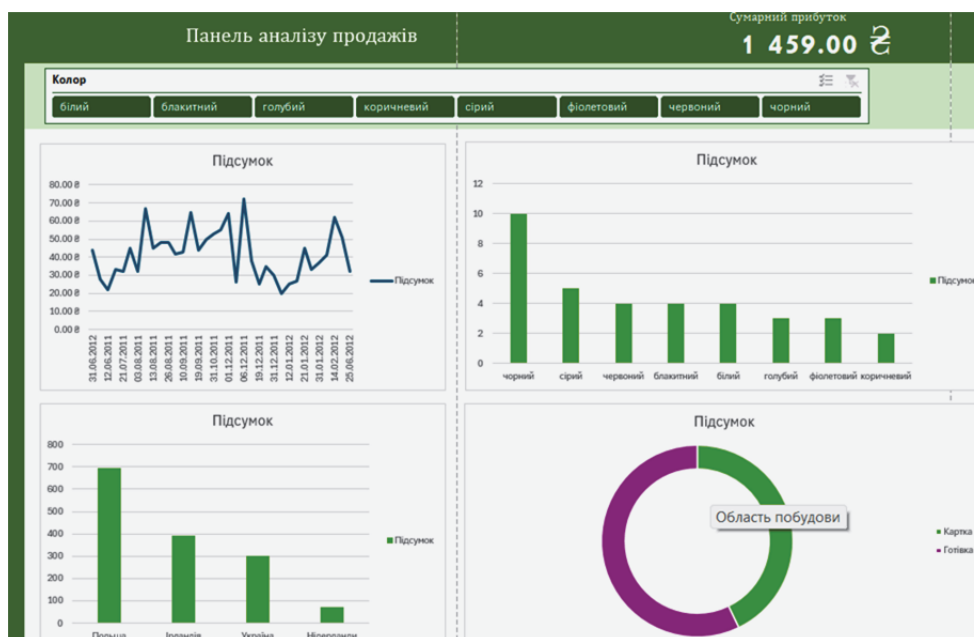 Сумарний прибуток
Панель аналізу продажів
1 459.00 ₴
Колор
білий блакитний голубий коричневий сірий фіолетовий червоний чорний
Підсумок
80.00 ₴
70.00 ₴
60.00 ₴
50.00 ₴
40.00 ₴
30.00 ₴
20.00 ₴
10.00 ₴
0.00 ₴
31.06.2012
12.06.2011
21.07.2011
03.08.2011
13.08.2011
26.08.2011
10.09.2011
19.09.2011
31.10.2011
01.12.2011
06.12.2011
19.12.2011
31.12.2011
12.01.2012
21.01.2012
31.01.2012
14.02.2012
25.06.2012
Підсумок
Підсумок
12
10
8
6
4
2
0
чорний сірий червоний блакитний білий голубий фіолетовий коричневий
Підсумок
Підсумок
800
700
600
500
400
300
200
100
0
Польща Ірландія Україна Нідерланди
Підсумок
Підсумок
Область побудови
Картка
Готівка